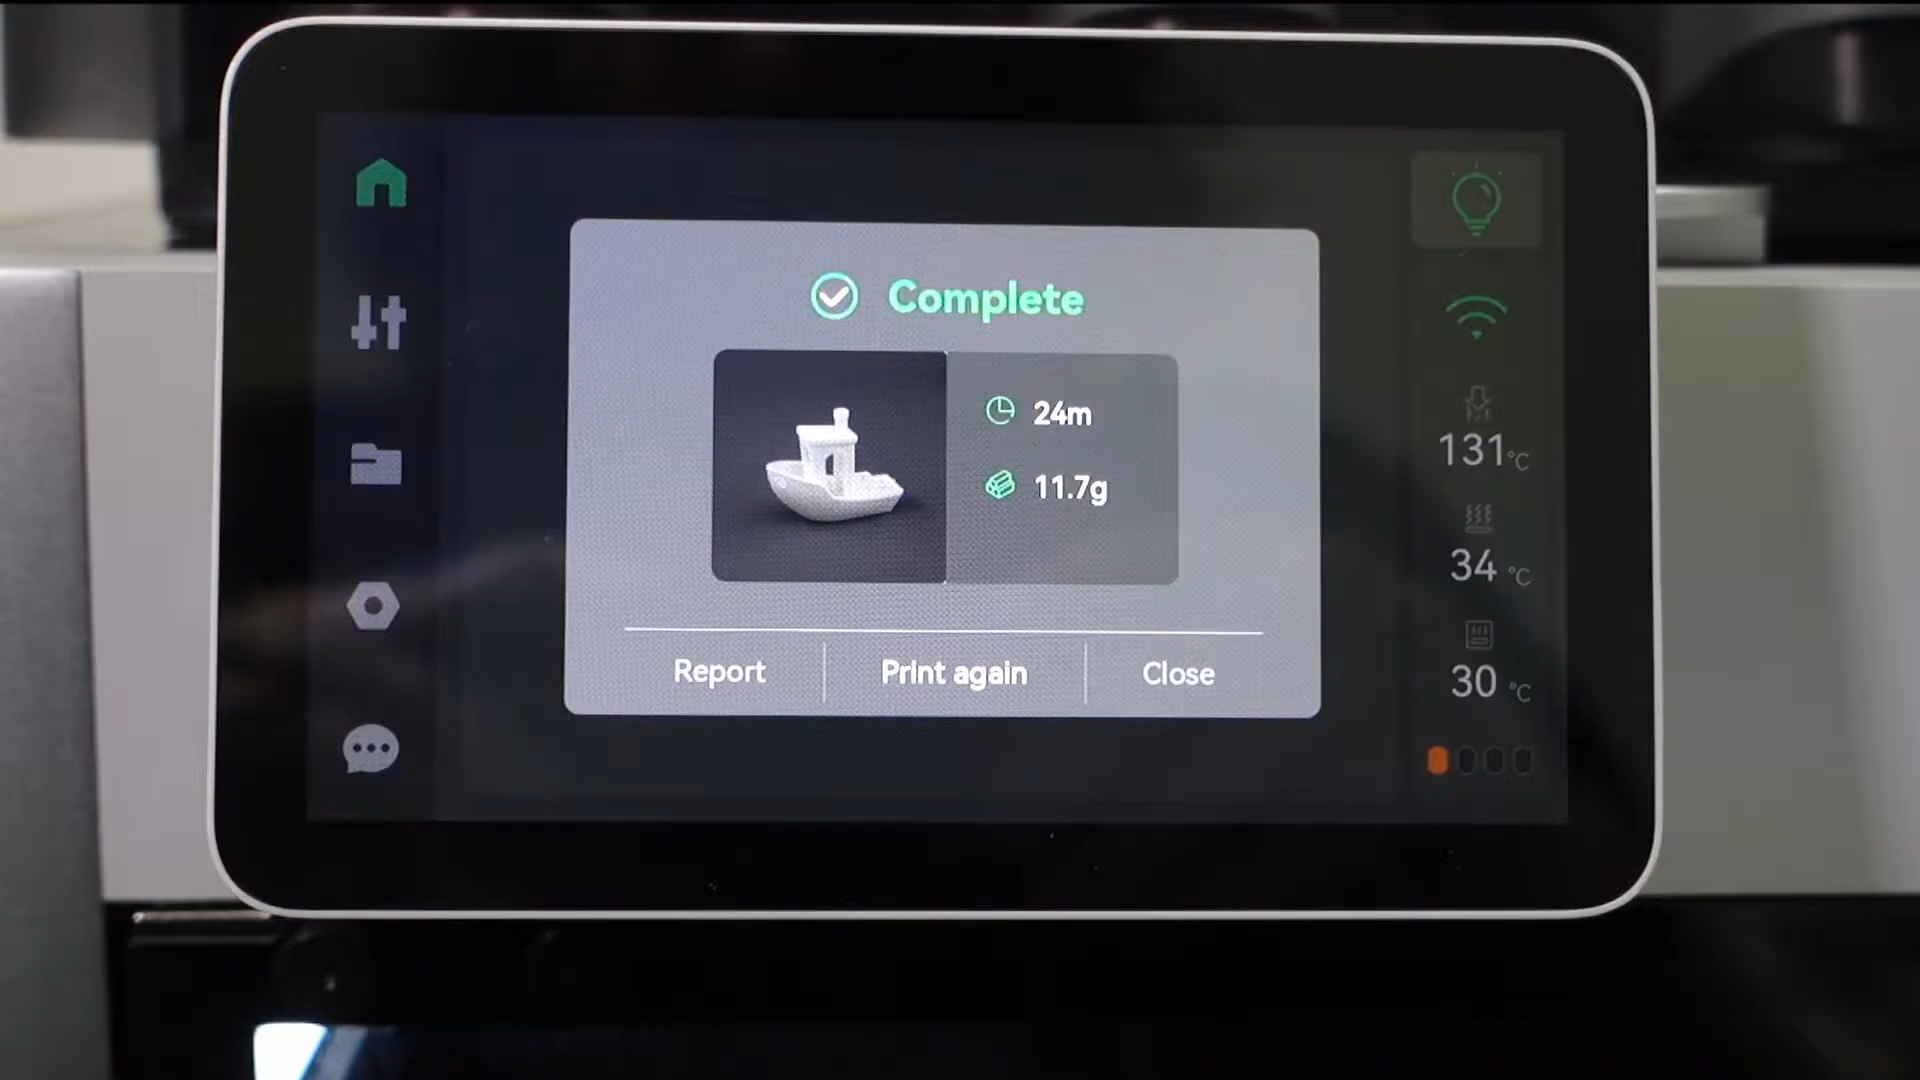 Complete
24m
11.7g
Report
Print again
Close
131°C
34 °C
30 °C